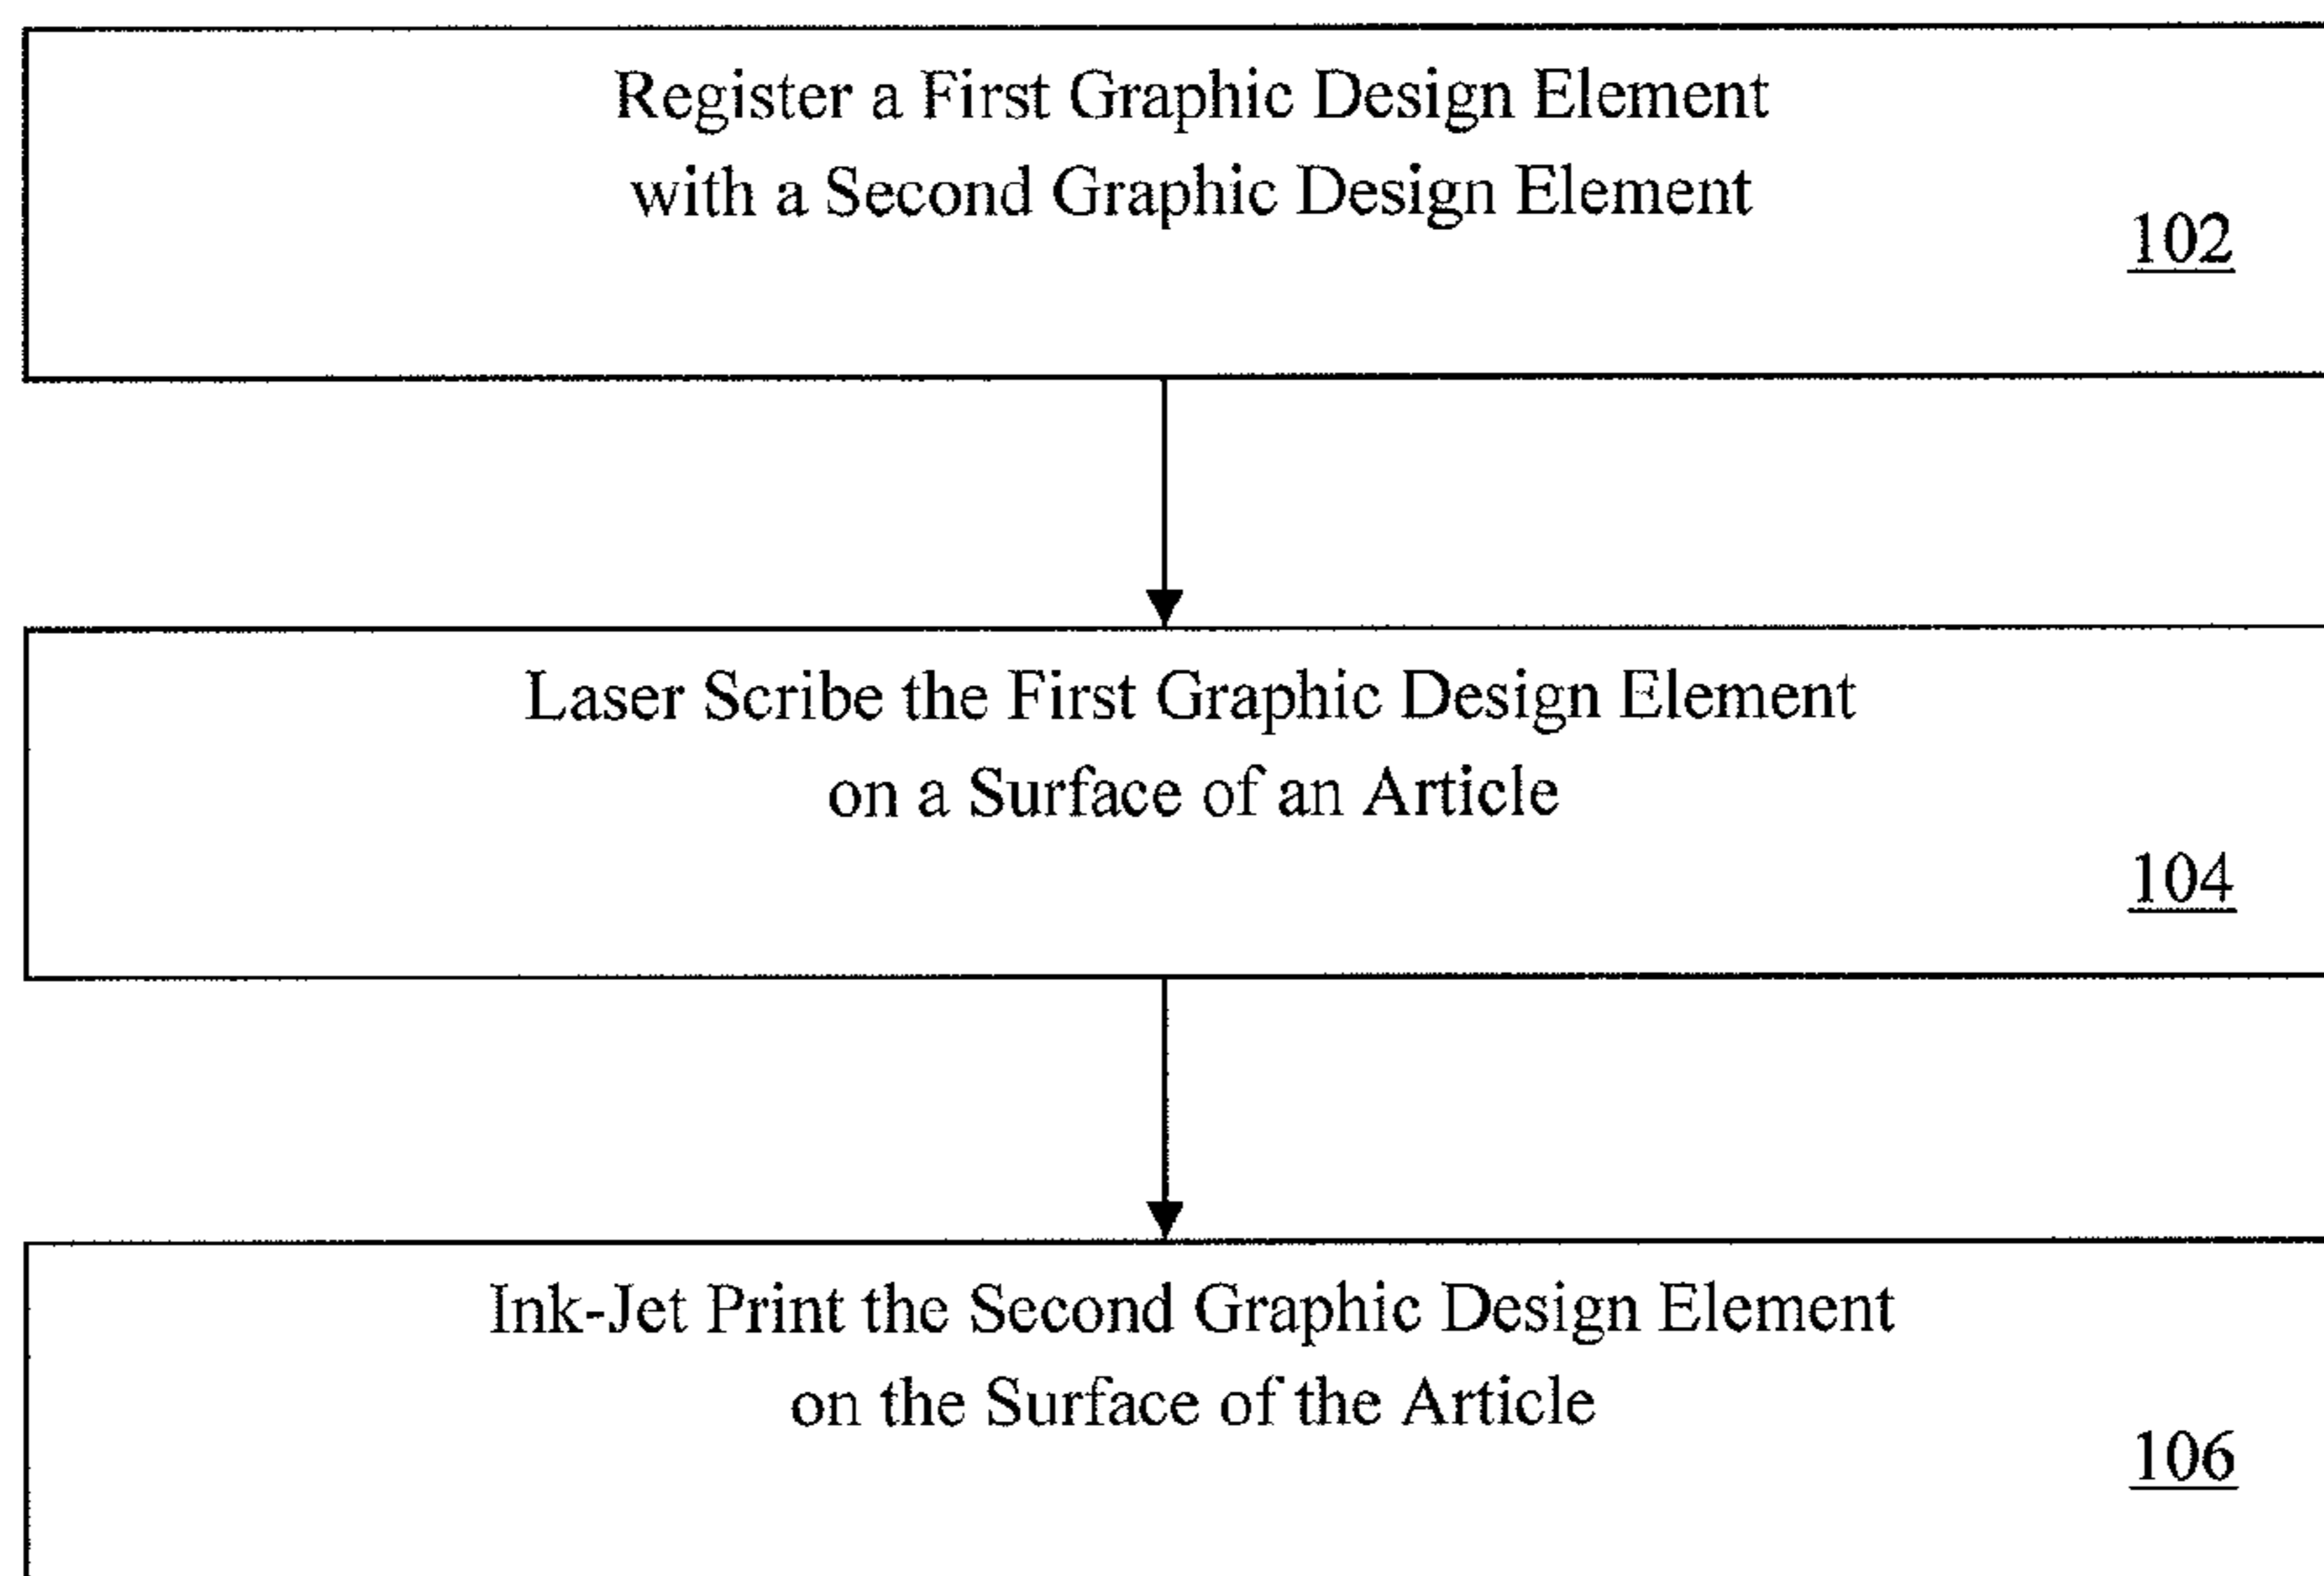 Register a First Graphic Design Element
with a Second Graphic Design Element
102
Laser Scribe the First Graphic Design Element
on a Surface of an Article
104
Ink-Jet Print the Second Graphic Design Element
on the Surface of the Article
106